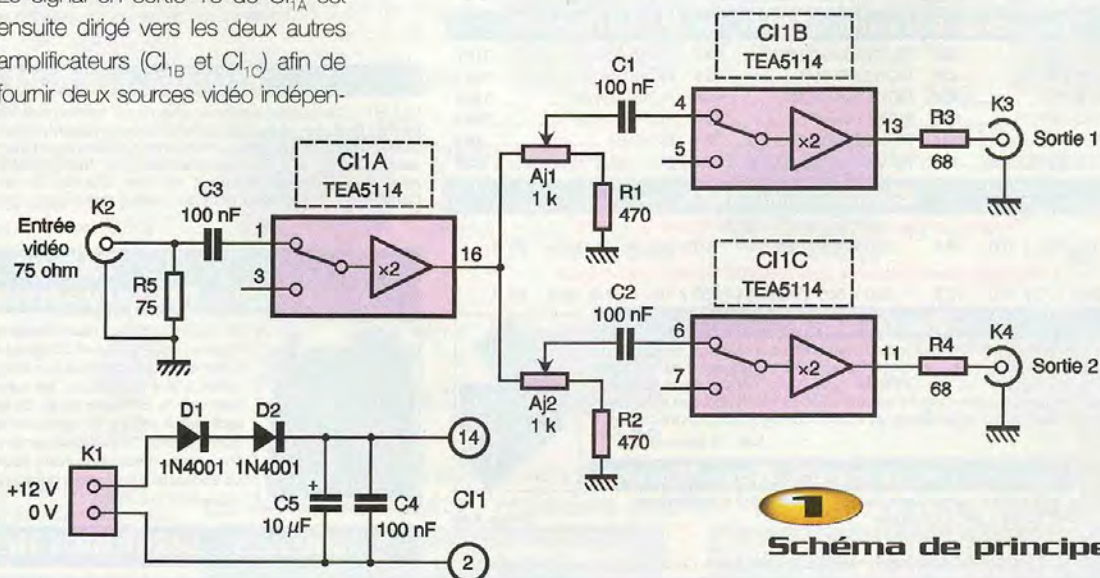 Le signal en sortie 16 de CI1A est
ensuite dirigé vers les deux autres
amplificateurs (CI1B et CI1C) afin de
fournir deux sources vidéo indépen-
CI1B
TEA5114
C1
100 nF
4
5
×2
13
R3
68
K3
Sortie 1
CI1A
TEA5114
Aj1
1 k
R1
470
K2
Entrée
vidéo
75 ohm
C3
100 nF
1
3
×2
16
R5
75
CI1C
TEA5114
C2
100 nF
6
7
×2
11
R4
68
K4
Sortie 2
Aj2
1 k
R2
470
D1
1N4001
D2
1N4001
K1
+12 V
0 V
C5
+
10 µF
C4
100 nF
14
CI1
2
1
Schéma de principe